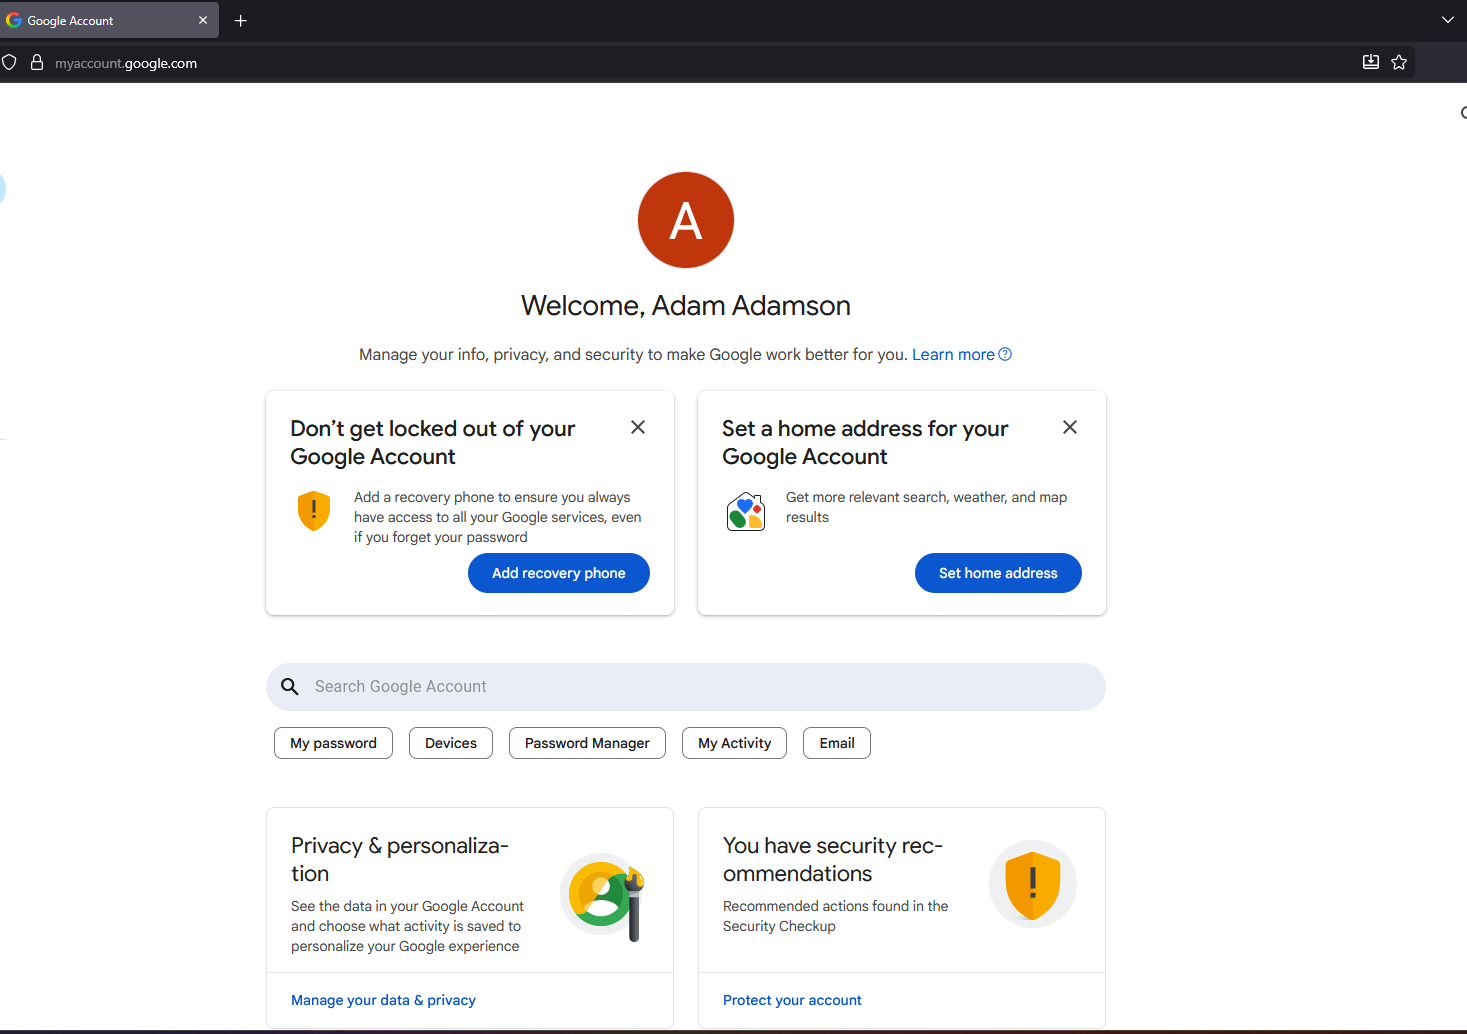 Google Account
myaccount.google.com
A
Welcome, Adam Adamson
Manage your info, privacy, and security to make Google work better for you. Learn more
Don’t get locked out of your
Google Account
Add a recovery phone to ensure you always
have access to all your Google services, even
if you forget your password
Add recovery phone
Set a home address for your
Google Account
Get more relevant search, weather, and map
results
Set home address
Search Google Account
My password Devices Password Manager My Activity Email
Privacy & personaliza-
tion
See the data in your Google Account
and choose what activity is saved to
personalize your Google experience
Manage your data & privacy
You have security rec-
ommendations
Recommended actions found in the
Security Checkup
Protect your account